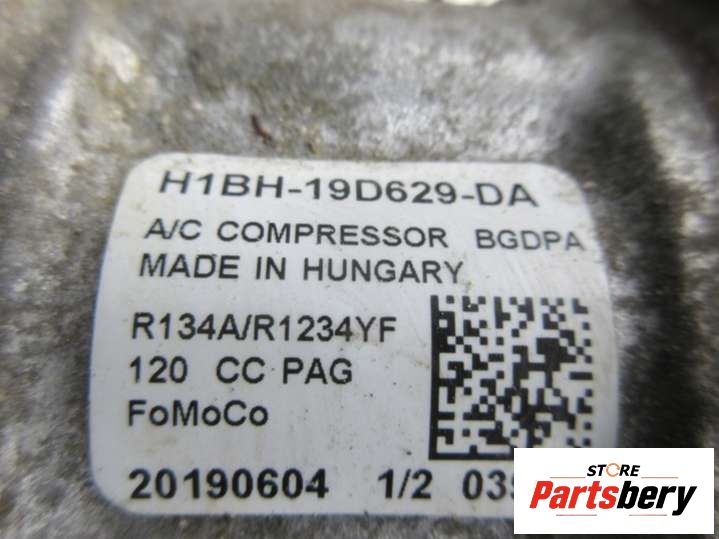 H1BH-19D629-DA
A/C COMPRESSOR BGDPA
MADE IN HUNGARY
R134A/R1234YF
120 CC PAG
FoMoCo
20190604 1/2
STORE
Partsbery